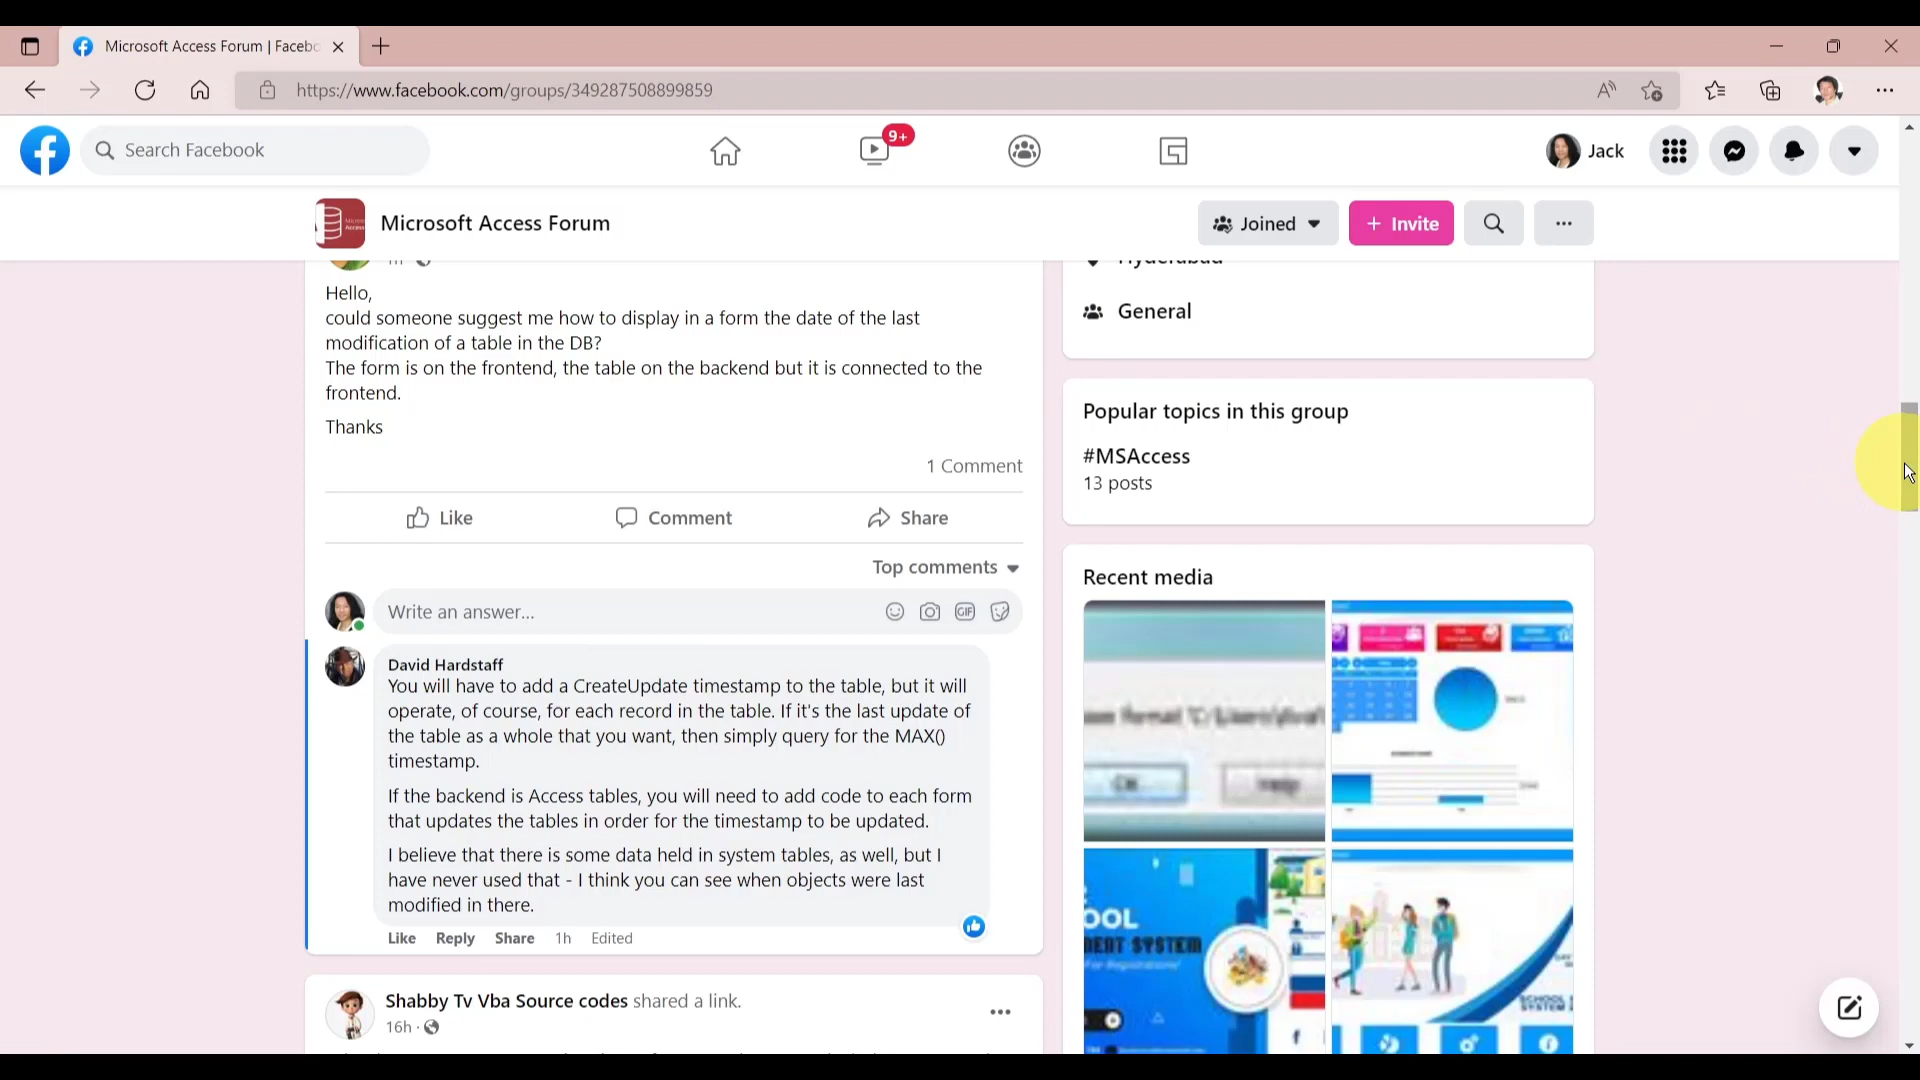 Microsoft Access Forum | Facebo
https://www.facebook.com/groups/349287508899859
Search Facebook
9+
Jack
Microsoft Access Forum
Joined
+ Invite
Hyderabad
Hello,
could someone suggest me how to display in a form the date of the last
modification of a table in the DB?
The form is on the frontend, the table on the backend but it is connected to the
frontend.
Thanks
1 Comment
Like
Comment
Share
Top comments
Write an answer...
GIF
David Hardstaff
You will have to add a CreateUpdate timestamp to the table, but it will
operate, of course, for each record in the table. If it's the last update of
the table as a whole that you want, then simply query for the MAX()
timestamp.
If the backend is Access tables, you will need to add code to each form
that updates the tables in order for the timestamp to be updated.
I believe that there is some data held in system tables, as well, but I
have never used that - I think you can see when objects were last
modified in there.
Like Reply Share 1h Edited
Shabby Tv Vba Source codes shared a link.
16h ·
General
Popular topics in this group
#MSAccess
13 posts
Recent media
OOL
MENT SYSTEM